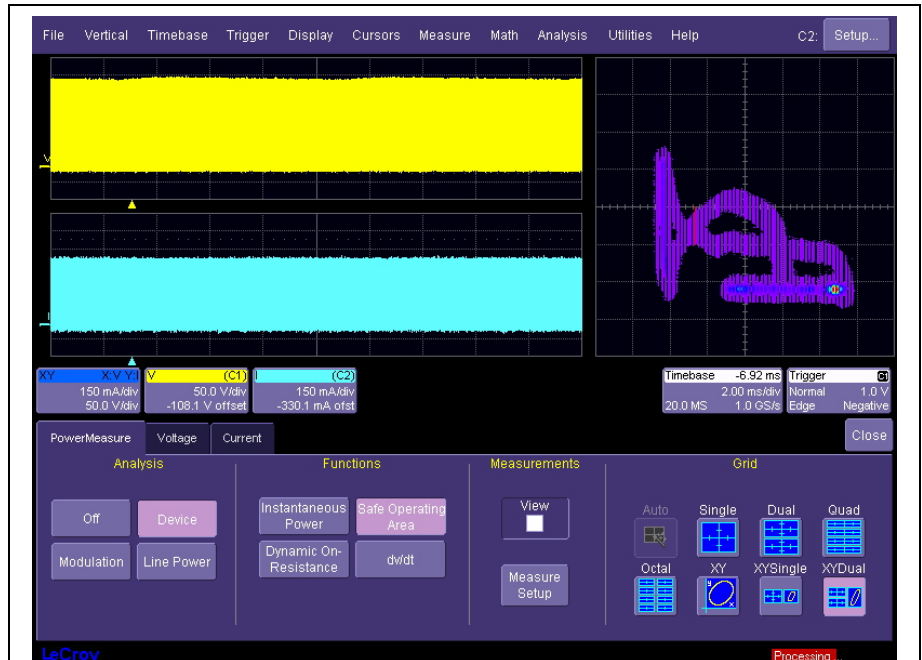 File Vertical Timebase Trigger Display Cursors Measure Math Analysis Utilities Help C2: Setup...
V
I
XY X:V Y:I V (C1) I (C2) Timebase -6.92 ms Trigger C1
150 mA/div 50.0 V/div 150 mA/div 2.00 ms/div Normal 1.0 V
50.0 V/div -108.1 V offset -330.1 mA ofst 20.0 MS 1.0 GS/s Edge Negative
PowerMeasure Voltage Current Close
Analysis Functions Measurements Grid
Off Device Instantaneous Power Safe Operating Area View Auto Single Dual Quad
Modulation Line Power Dynamic On-Resistance dv/dt Measure Setup Octal XY XYSingle XYDual
LeCroy Processing